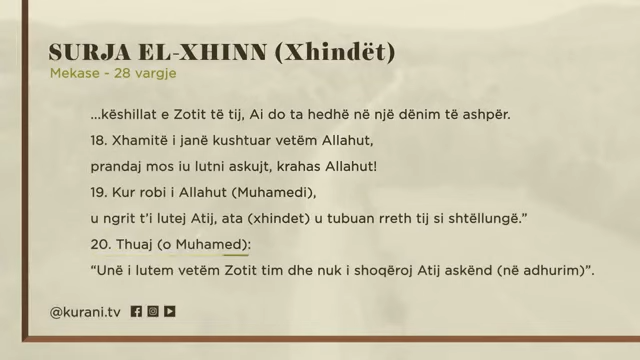 SURJA EL-XHINN (Xhindët)
Mekase - 28 vargje
...këshillat e Zotit të tij, Ai do ta hedhë në një dënim të ashpër.
18. Xhamitë i janë kushtuar vetëm Allahut,
prandaj mos iu lutni askujt, krahas Allahut!
19. Kur robi i Allahut (Muhamedi),
u ngrit t’i lutej Atij, ata (xhindet) u tubuan rreth tij si shtëllungë.”
20. Thuaj (o Muhamed):
“Unë i lutem vetëm Zotit tim dhe nuk i shoqëroj Atij askënd (në adhurim)”.
@kurani.tv